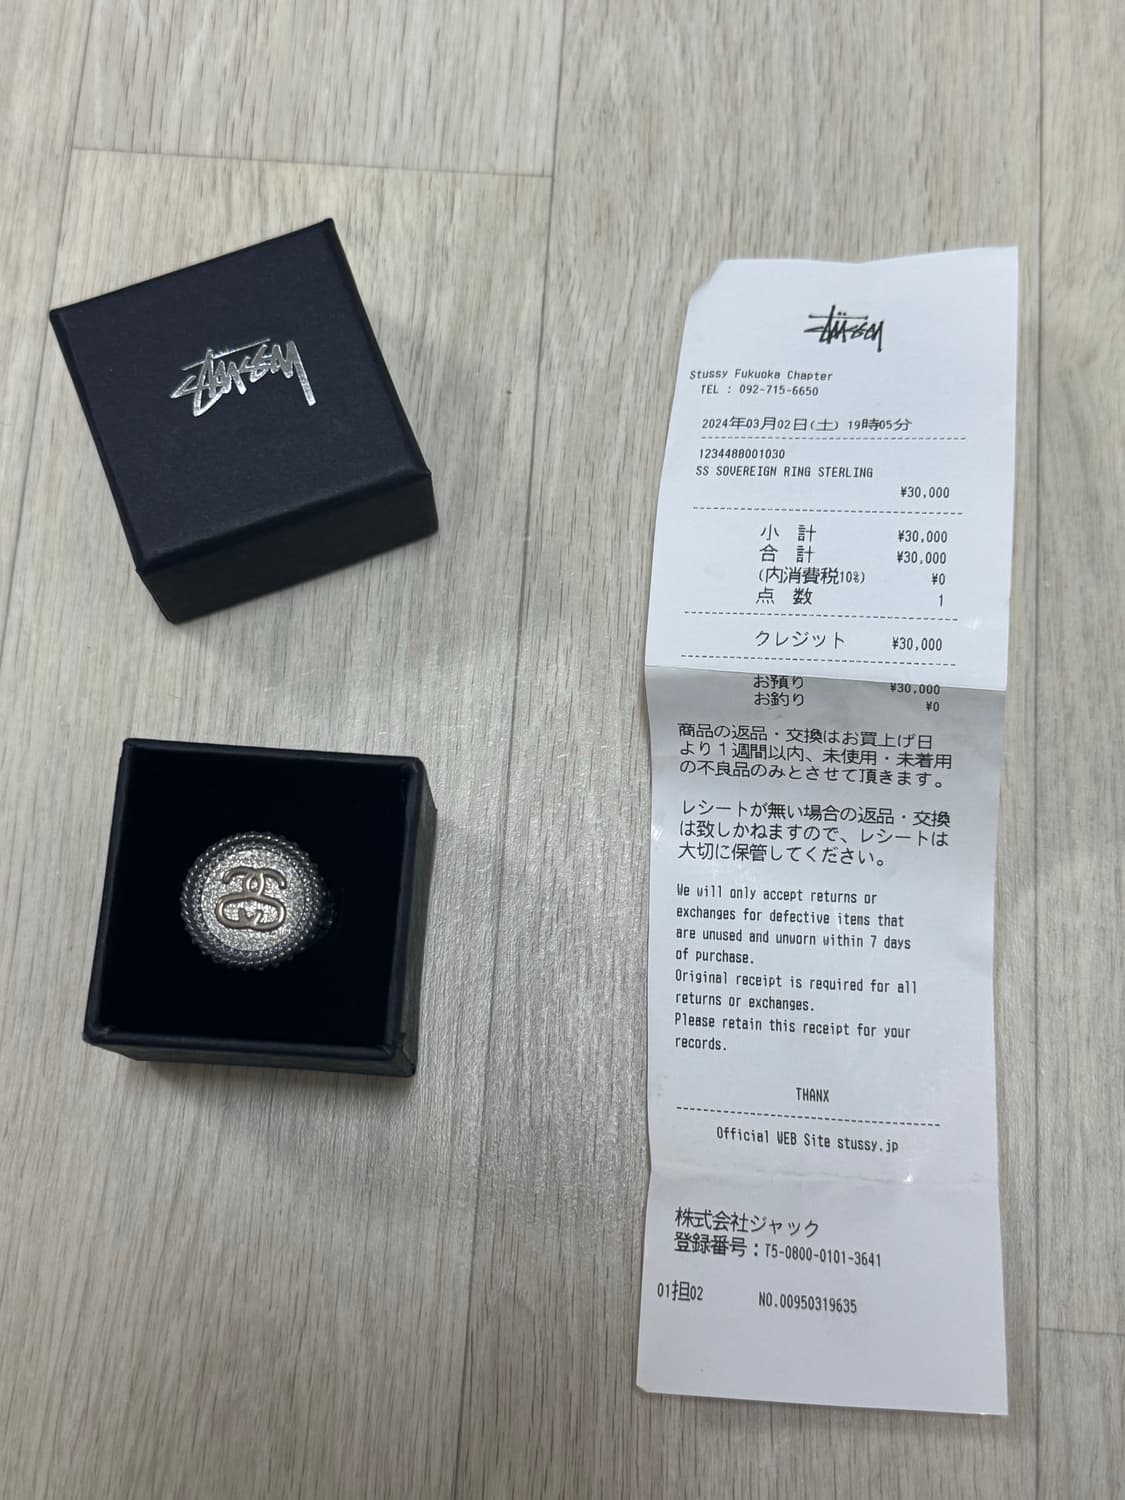 STÜSSY
STÜSSY
Stussy Fukuoka Chapter
TEL : 092-715-6650
2024年03月02日(土) 19時05分
1234488001030
SS SOVEREIGN RING STERLING
¥30,000
小 計 ¥30,000
合 計 ¥30,000
(内消費税10%) ¥0
点 数 1
クレジット ¥30,000
お預り ¥30,000
お釣り ¥0
商品の返品・交換はお買上げ日
より1週間以内、未使用・未着用
の不良品のみとさせて頂きます。
レシートが無い場合の返品・交換
は致しかねますので、レシートは
大切に保管してください。
We will only accept returns or
exchanges for defective items that
are unused and unworn within 7 days
of purchase.
Original receipt is required for all
returns or exchanges.
Please retain this receipt for your
records.
THANX
Official WEB Site stussy.jp
株式会社ジャック
登録番号：T5-0800-0101-3641
01担02 NO.00950319635